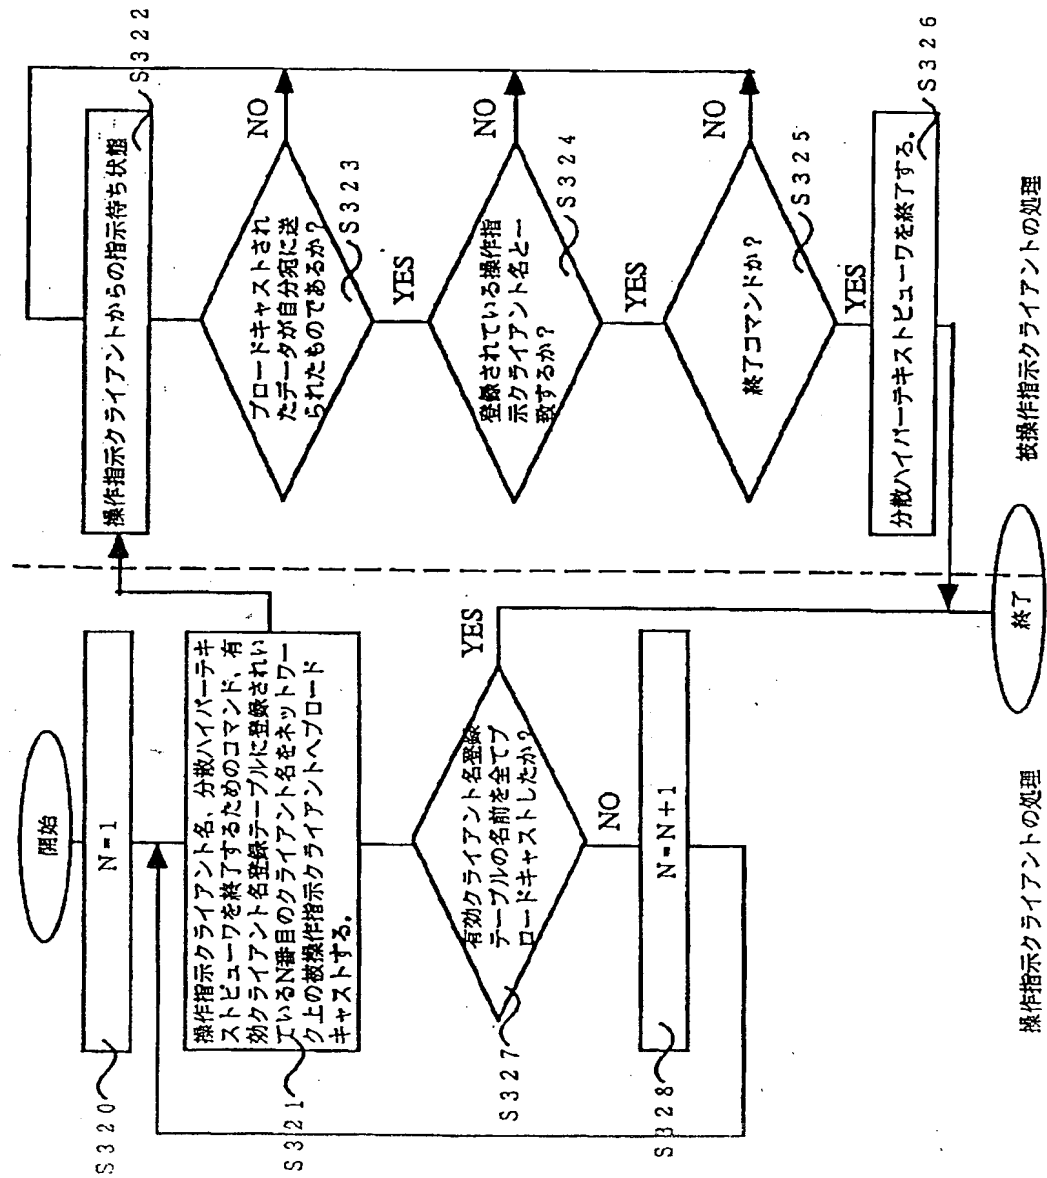 開始
S320
N=1
S321
操作指示クライアント名、分散ハイパーテキ
ストビューワを終了するためのコマンド、有
効クライアント名登録テーブルに登録されい
ているN番目のクライアント名をネットワー
ク上の被操作指示クライアントへブロード
キャストする。
S327
有効クライアント名登録
テーブルの名前を全てブ
ロードキャストしたか?
YES
NO
S328
N=N+1
終了
操作指示クライアントの処理
S322
操作指示クライアントからの指示待ち状態
ブロードキャストされ
たデータが自分宛に送
られたものであるか?
NO
S323
YES
登録されている操作指
示クライアント名と一
致するか?
NO
S324
YES
終了コマンドか?
NO
S325
YES
分散ハイパーテキストビューワを終了する。
S326
被操作指示クライアントの処理